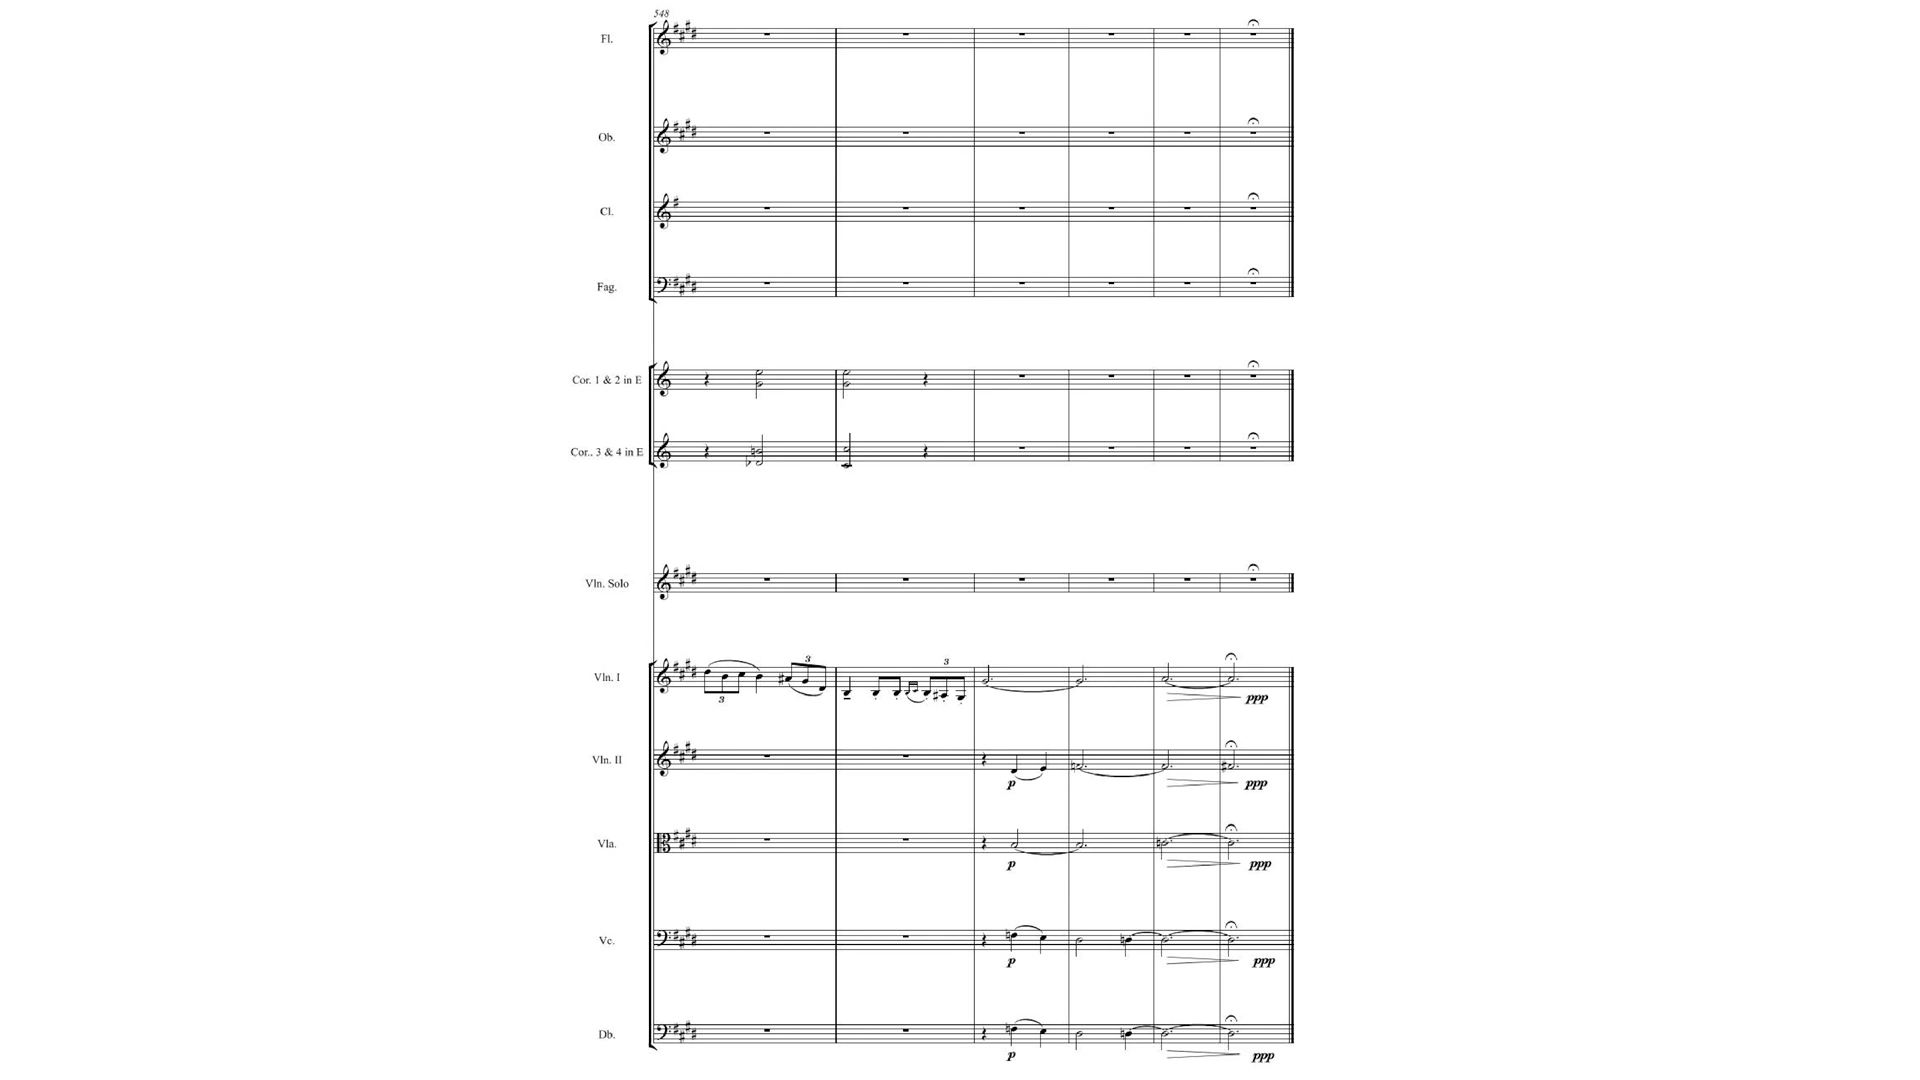 548
Fl.
Ob.
Cl.
Fag.
Cor. 1 & 2 in E
Cor.. 3 & 4 in E
Vln. Solo
Vln. I
3
3
3
ppp
Vln. II
p
ppp
Vla.
p
ppp
Vc.
p
ppp
Db.
p
ppp